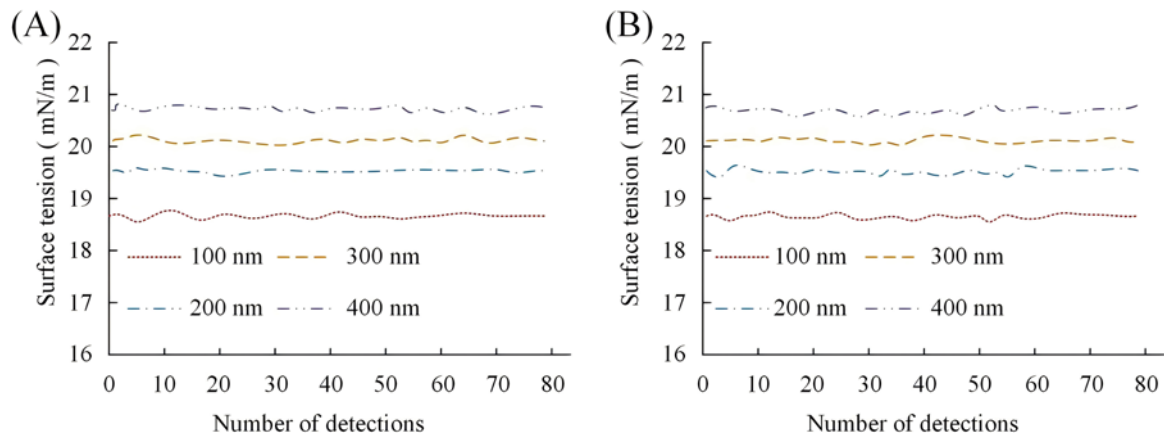 (A)
Surface tension ( mN/m )
22
21
20
19
18
17
16
100 nm
300 nm
200 nm
400 nm
0 10 20 30 40 50 60 70 80
Number of detections
(B)
Surface tension ( mN/m )
22
21
20
19
18
17
16
100 nm
300 nm
200 nm
400 nm
0 10 20 30 40 50 60 70 80
Number of detections